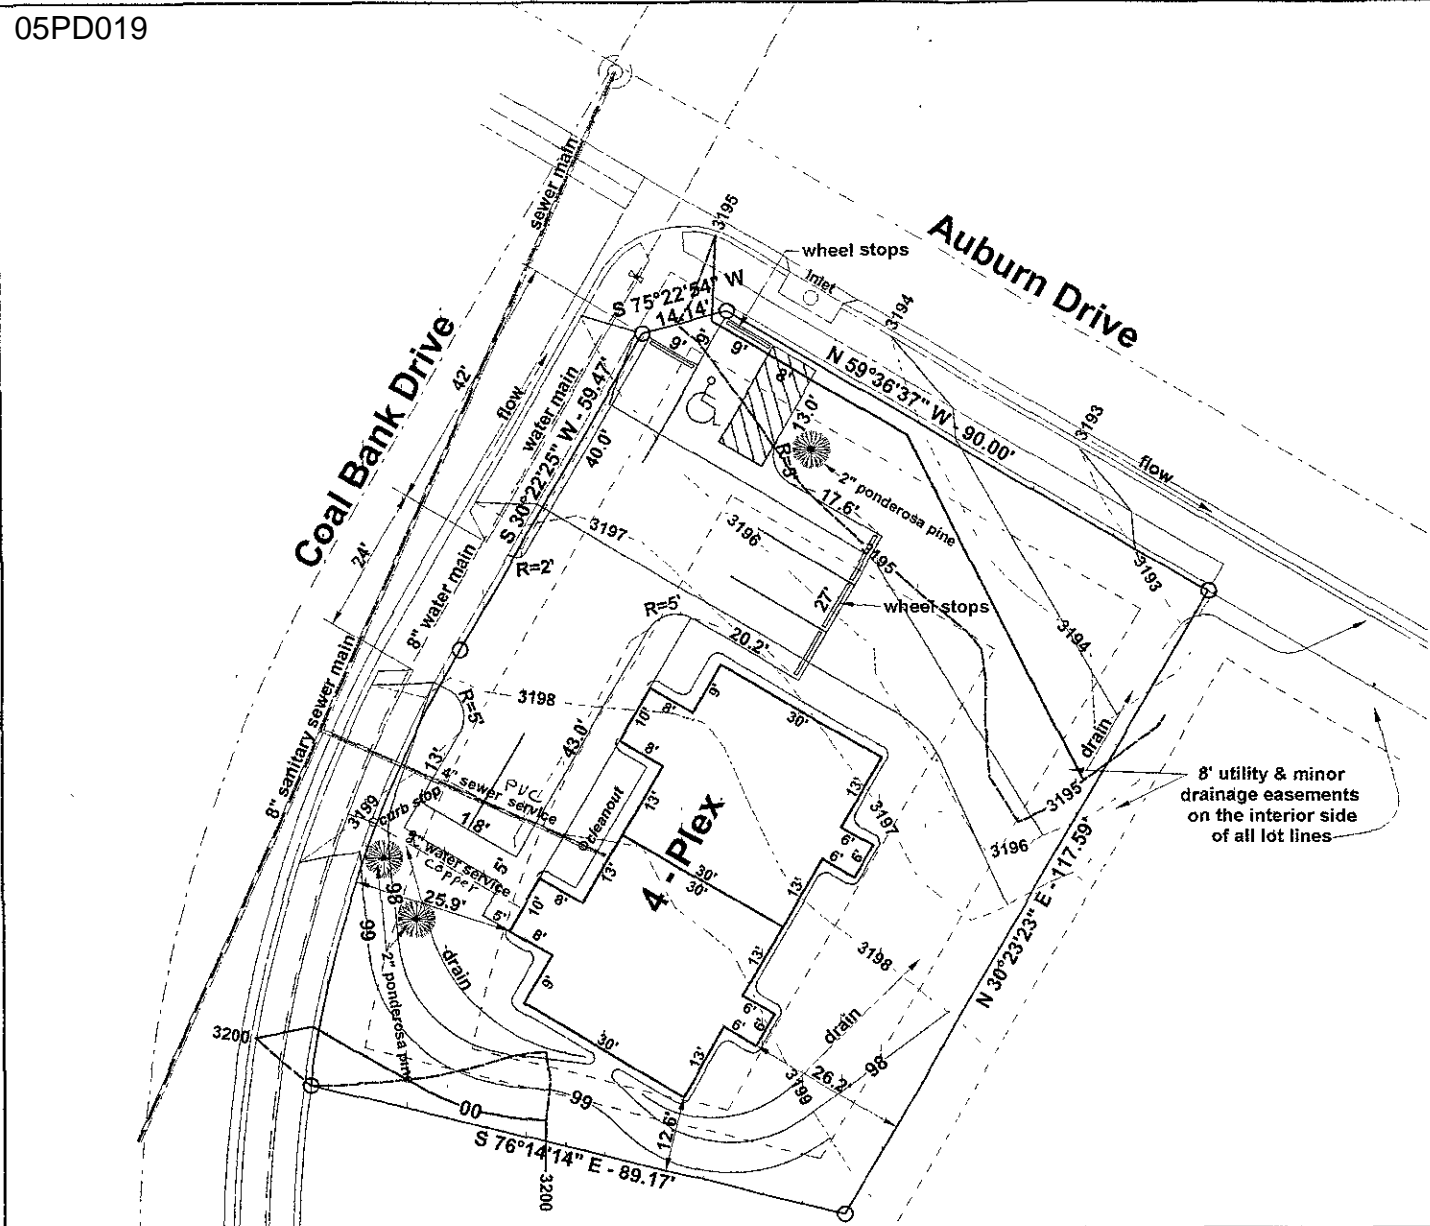 05PD019
sewer main
3195
wheel stops
Auburn Drive
Inlet
S 75°22'54" W
14.14'
3194
9'
9'
9'
8'
N 59°36'37" W - 90.00'
Coal Bank Drive
42'
flow
water main
S 30°22'25" W - 59.47'
40.0'
13.0'
R=3'
2" ponderosa pine
17.6'
3193
flow
3197
3196
3195
3193
24'
8" water main
R=2'
R=5'
27'
wheel stops
20.2'
3194
8" sanitary sewer main
R=5'
3198
10'
8'
9'
30'
43.0'
13'
8'
13'
drain
8' utility & minor
drainage easements
on the interior side
of all lot lines
4" sewer service
PVC
cleanout
13'
3197
3195
3199
curb stop
18'
4 - Plex
6'
6'
6'
3196
water service
copper
5'
13'
30'
30'
13'
N 30°23'23" E - 117.59'
98
99
25.9'
5'
10'
8'
8'
9'
2" ponderosa pine
drain
13'
3198
6'
6'
6'
drain
3200
30'
13'
3199
26.2'
98
00
99
12.6'
S 76°14'14" E - 89.17'
3200